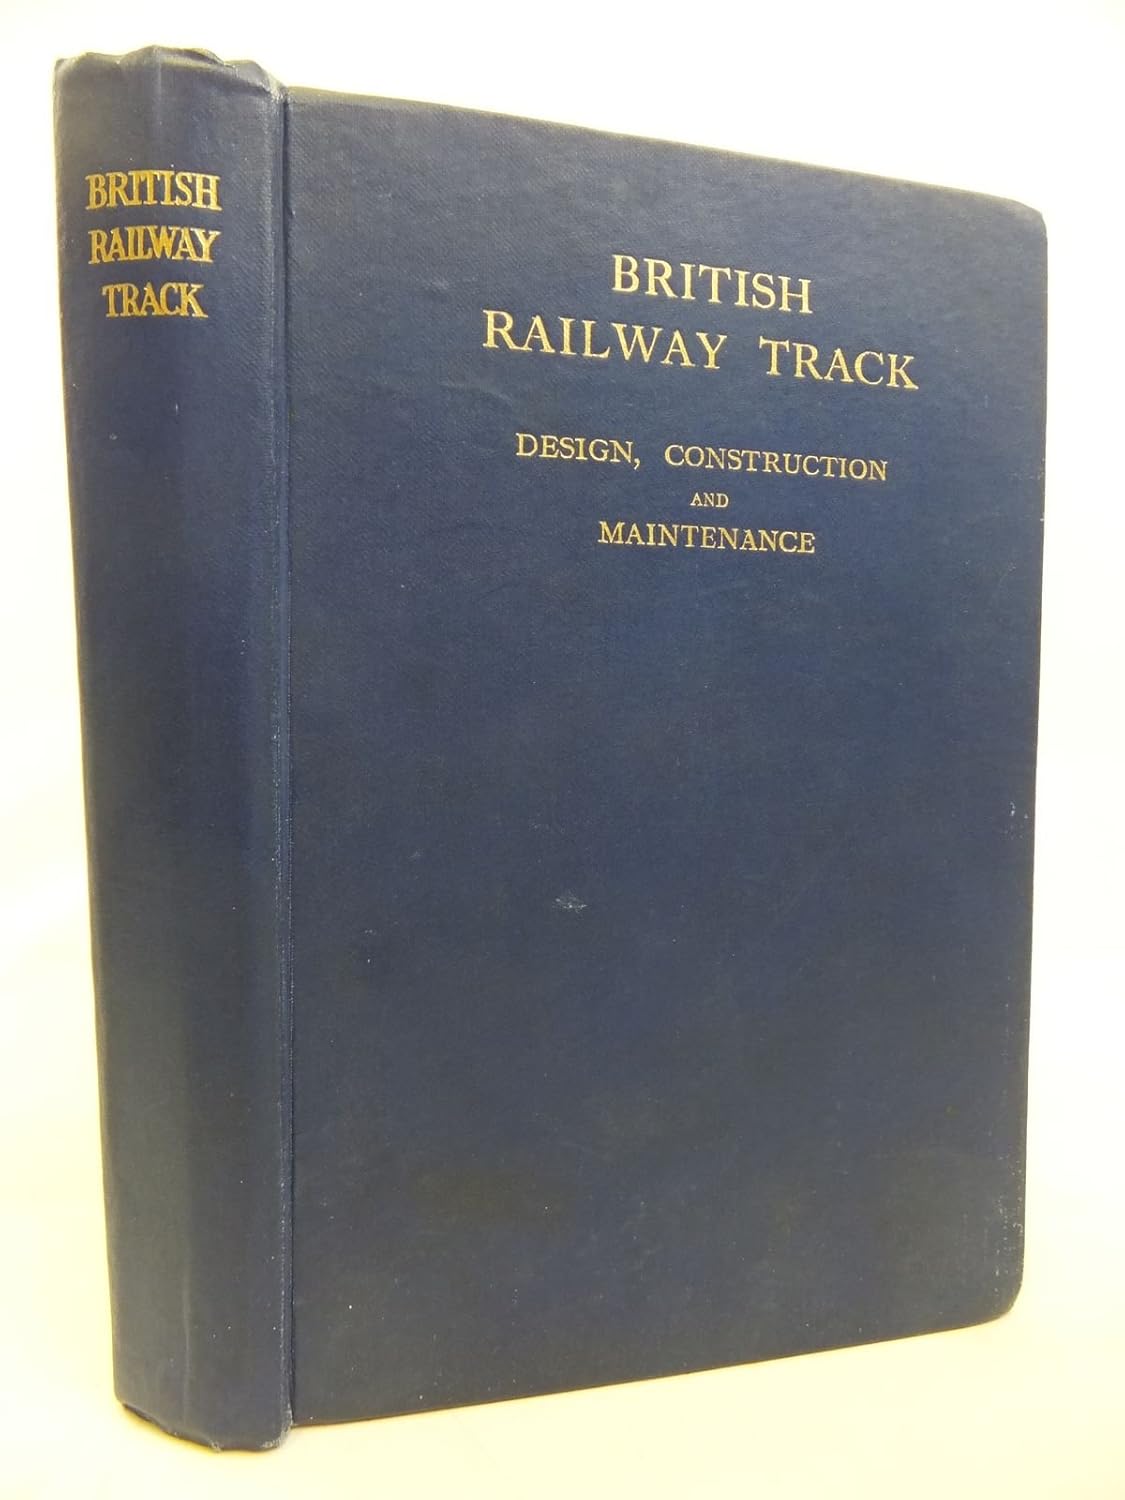 BRITISH
RAILWAY
TRACK
BRITISH
RAILWAY TRACK
DESIGN, CONSTRUCTION
AND
MAINTENANCE